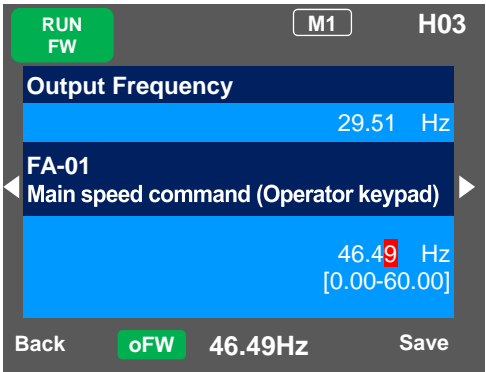 RUN
FW
M1
H03
Output Frequency
29.51 Hz
FA-01
Main speed command (Operator keypad)
46.49 Hz
[0.00-60.00]
Back
oFW
46.49Hz
Save